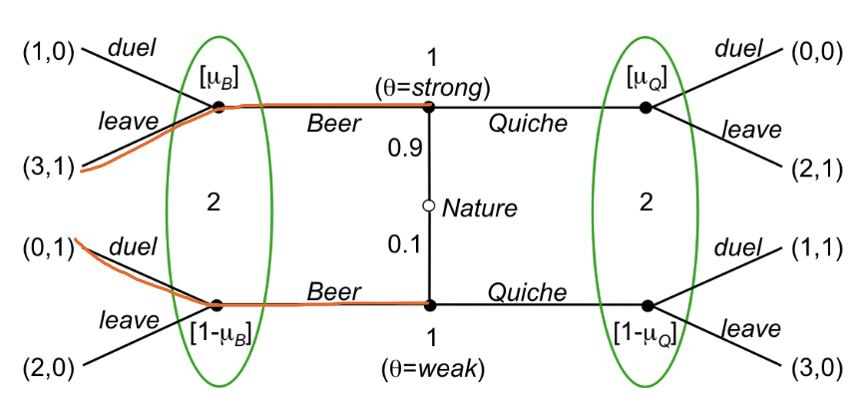 (1,0) duel [μB] 1 [μQ] duel (0,0)
(θ=strong)
leave Beer Quiche leave
(3,1) 0.9 (2,1)
2 Nature 2
(0,1) duel 0.1 duel (1,1)
Beer Quiche
leave [1-μB] 1 [1-μQ] leave
(2,0) (θ=weak) (3,0)